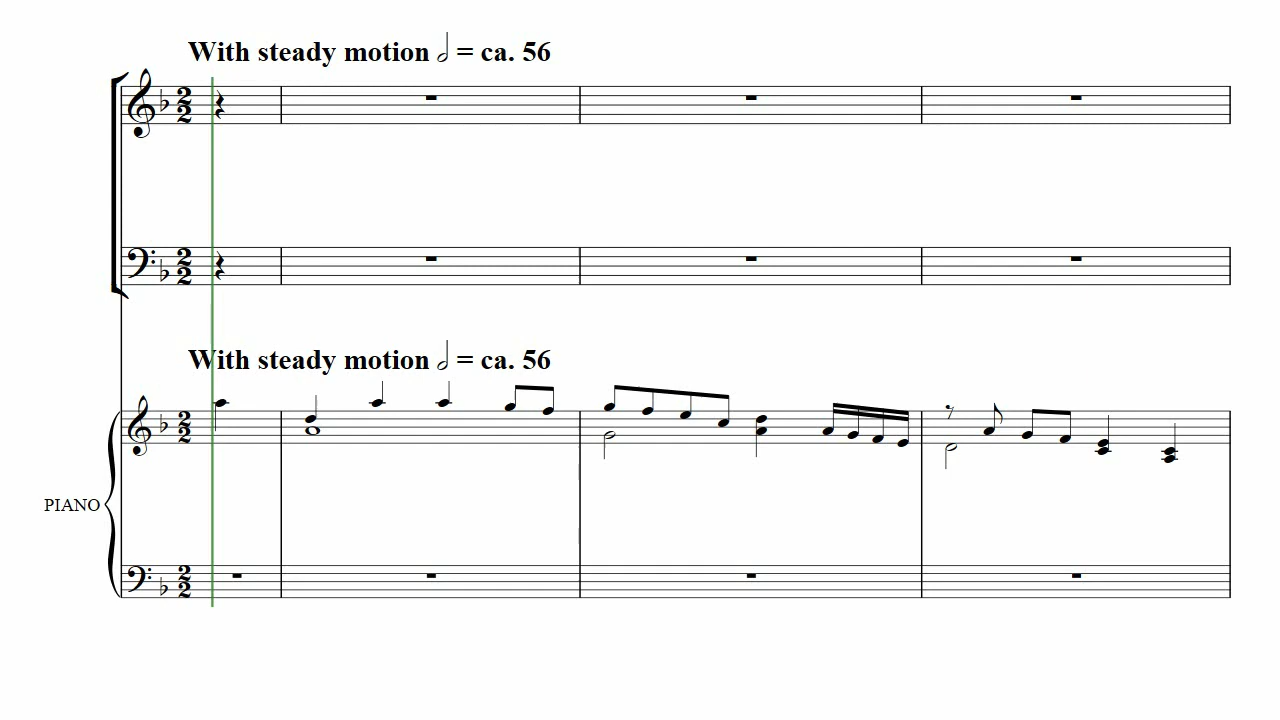 With steady motion 𝅗𝅥 = ca. 56
With steady motion 𝅗𝅥 = ca. 56
PIANO